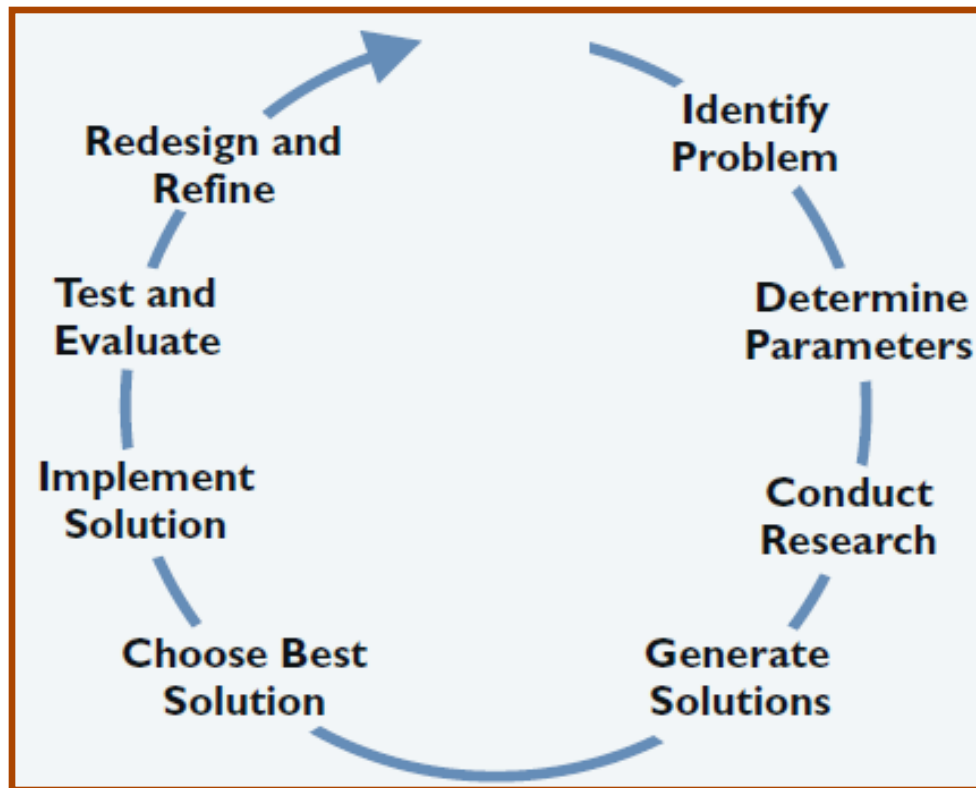 Identify
Problem
Determine
Parameters
Conduct
Research
Generate
Solutions
Choose Best
Solution
Implement
Solution
Test and
Evaluate
Redesign and
Refine